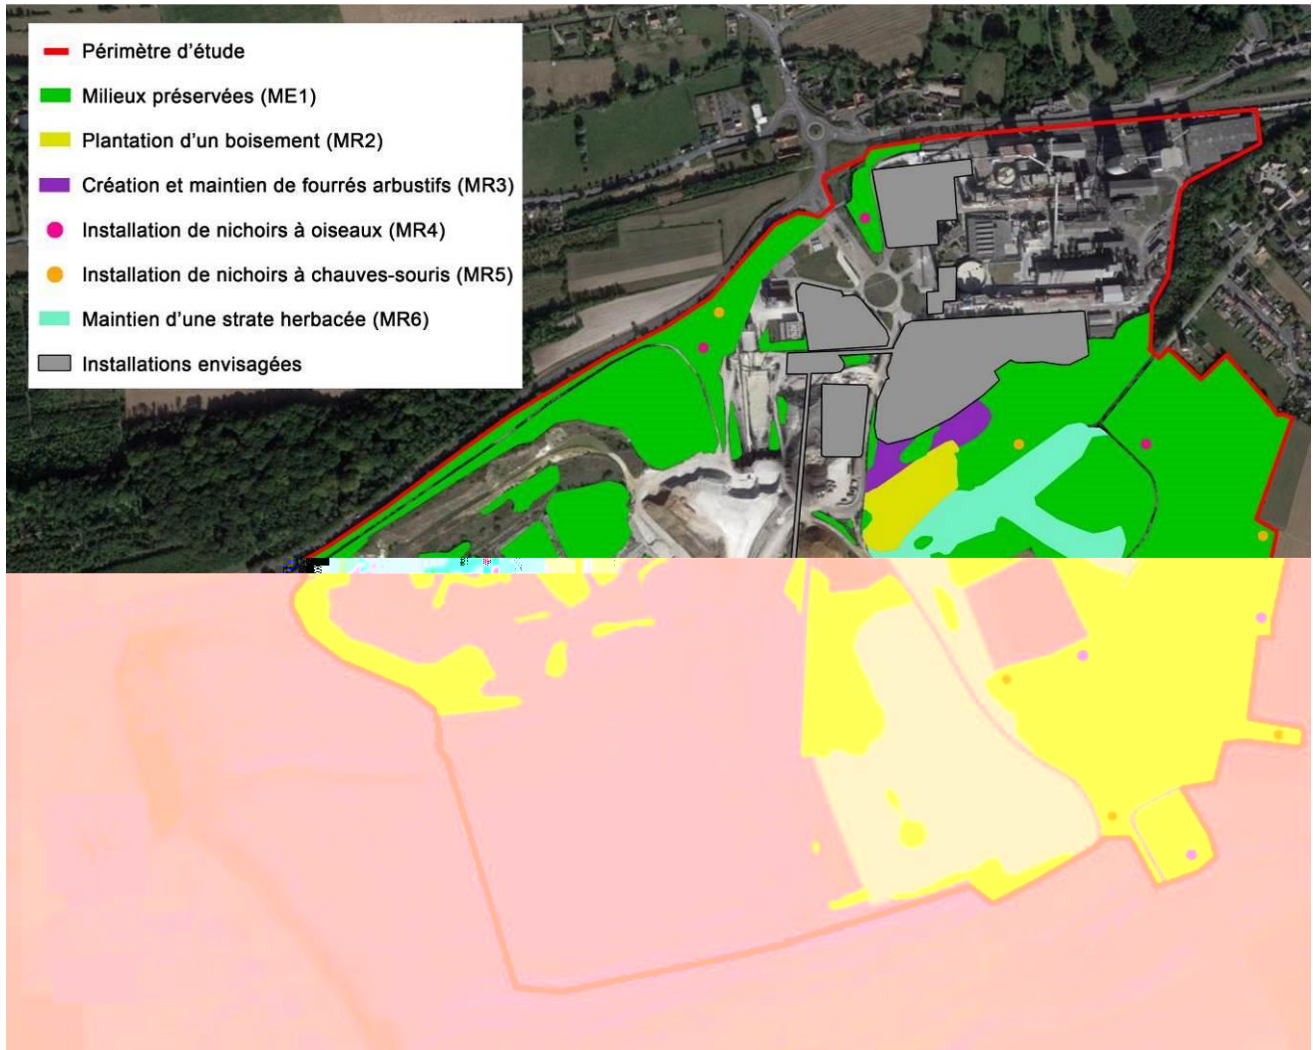 Périmètre d'étude
Milieux préservées (ME1)
Plantation d'un boisement (MR2)
Création et maintien de fourrés arbustifs (MR3)
Installation de nichoirs à oiseaux (MR4)
Installation de nichoirs à chauves-souris (MR5)
Maintien d'une strate herbacée (MR6)
Installations envisagées